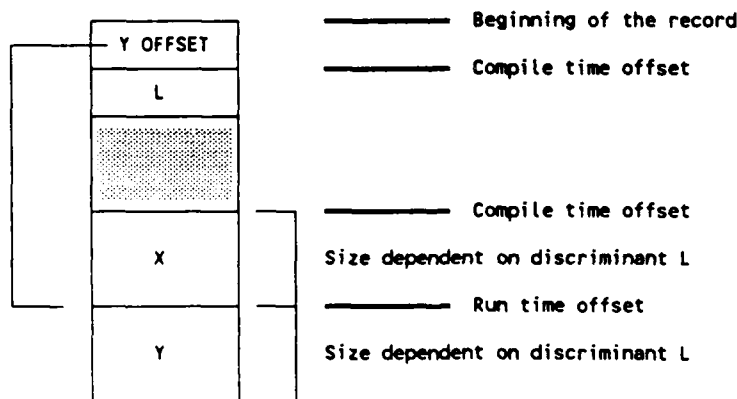 Beginning of the record
Y OFFSET
Compile time offset
L
Compile time offset
X
Size dependent on discriminant L
Run time offset
Y
Size dependent on discriminant L